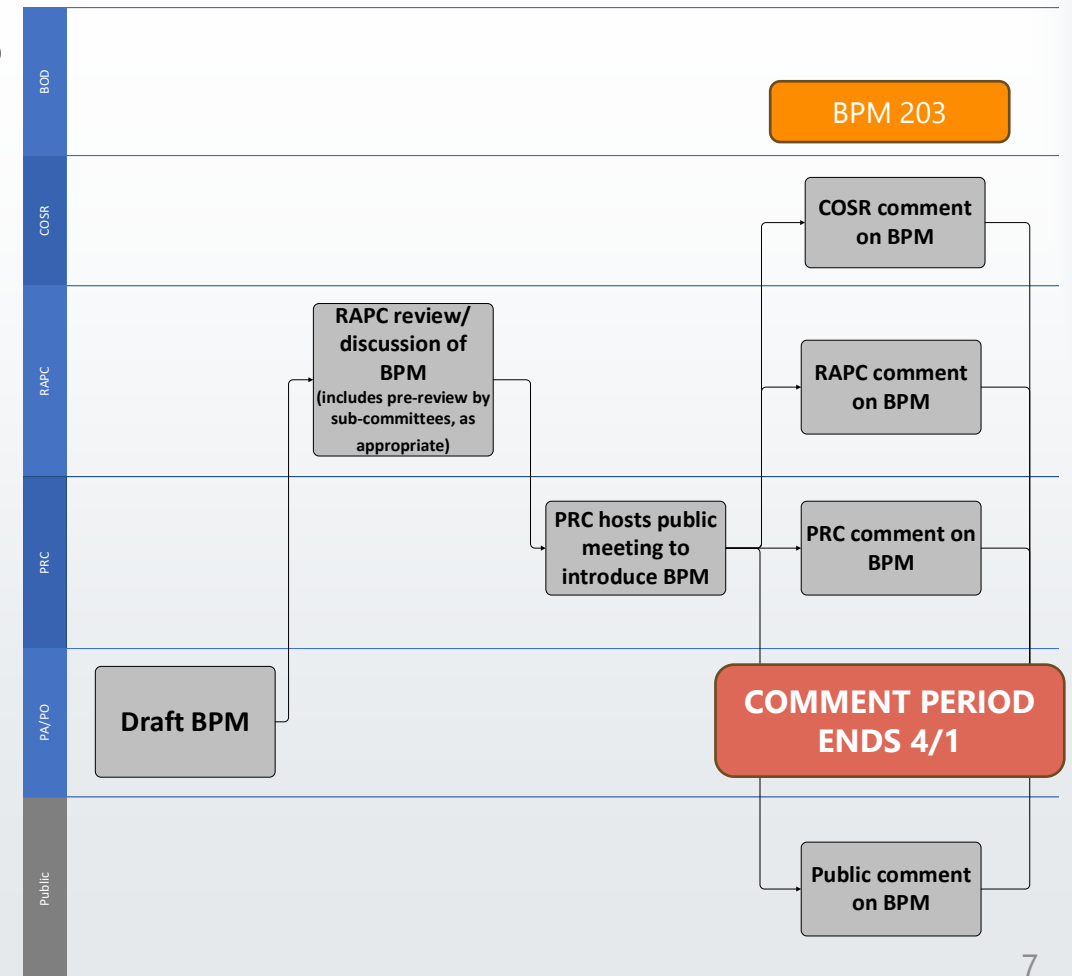 BOD
BPM 203
COSR
COSR comment
on BPM
RAPC
RAPC review/
discussion of
BPM
(includes pre-review by
sub-committees, as
appropriate)
RAPC comment
on BPM
PRC
PRC hosts public
meeting to
introduce BPM
PRC comment on
BPM
PA/PO
Draft BPM
COMMENT PERIOD
ENDS 4/1
Public
Public comment
on BPM
7